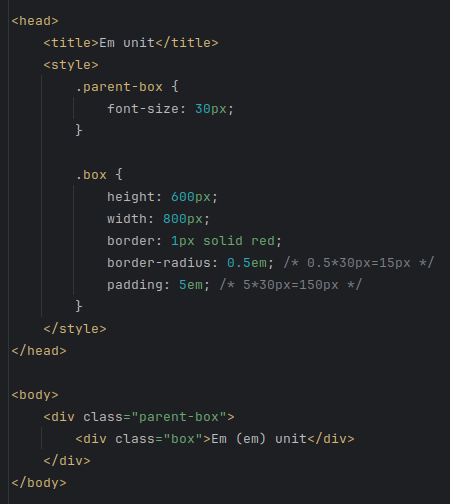 <head>
    <title>Em unit</title>
    <style>
        .parent-box {
            font-size: 30px;
        }

        .box {
            height: 600px;
            width: 800px;
            border: 1px solid red;
            border-radius: 0.5em; /* 0.5*30px=15px */
            padding: 5em; /* 5*30px=150px */
        }
    </style>
</head>

<body>
    <div class="parent-box">
        <div class="box">Em (em) unit</div>
    </div>
</body>